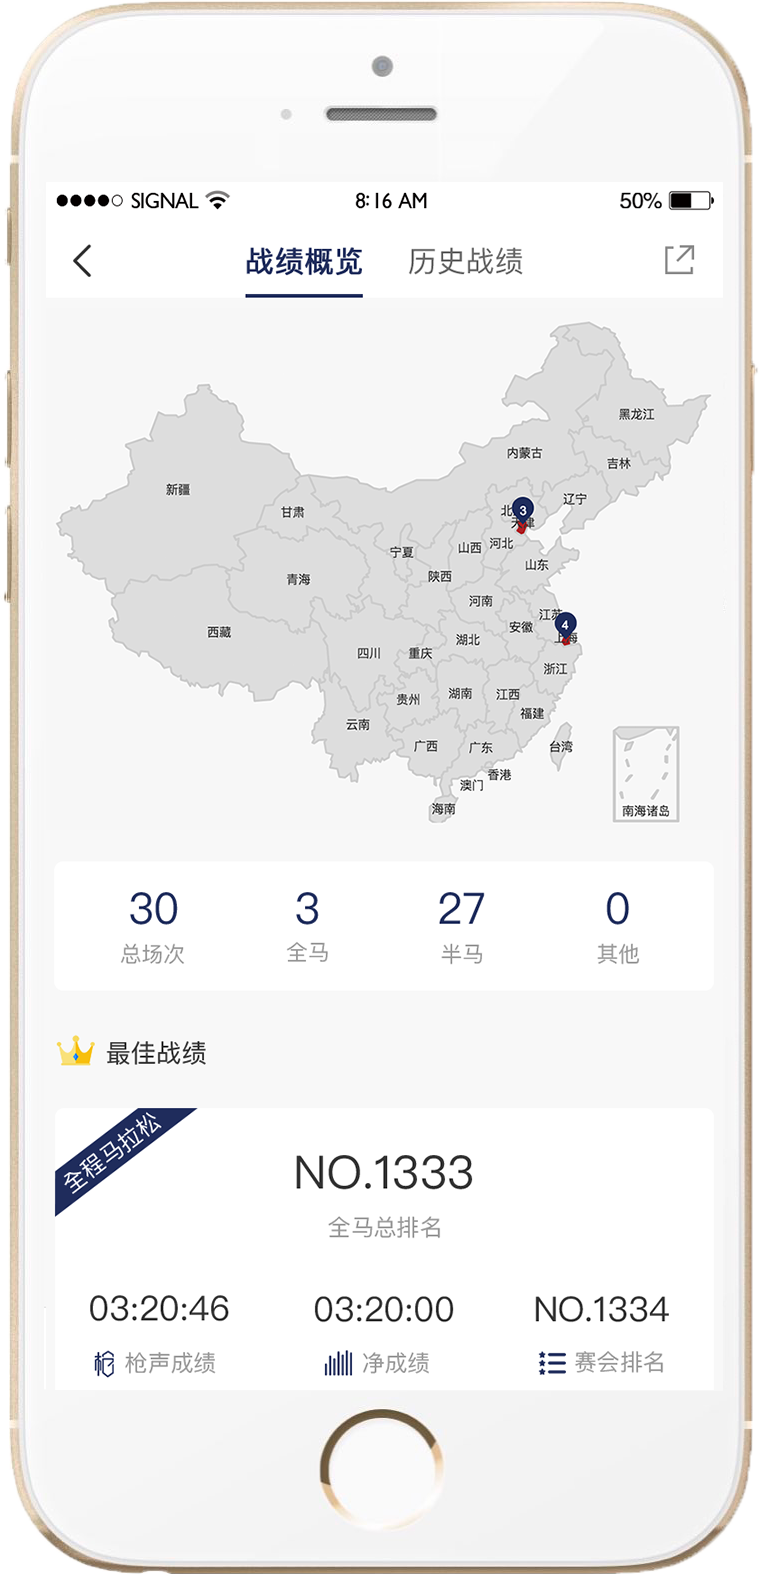 SIGNAL 8:16 AM 50%
战绩概览 历史战绩
黑龙江
内蒙古
吉林
新疆
辽宁
甘肃
3
天津
河北
山西
宁夏
山东
陕西
青海
河南
江苏
4
安徽
西藏
上海
湖北
四川
重庆
浙江
湖南
江西
贵州
福建
云南
广西
广东
台湾
香港
澳门
海南
南海诸岛
30 3 27 0
总场次 全马 半马 其他
最佳战绩
全程马拉松
NO.1333
全马总排名
03:20:46 03:20:00 NO.1334
枪 枪声成绩 净成绩 赛会排名